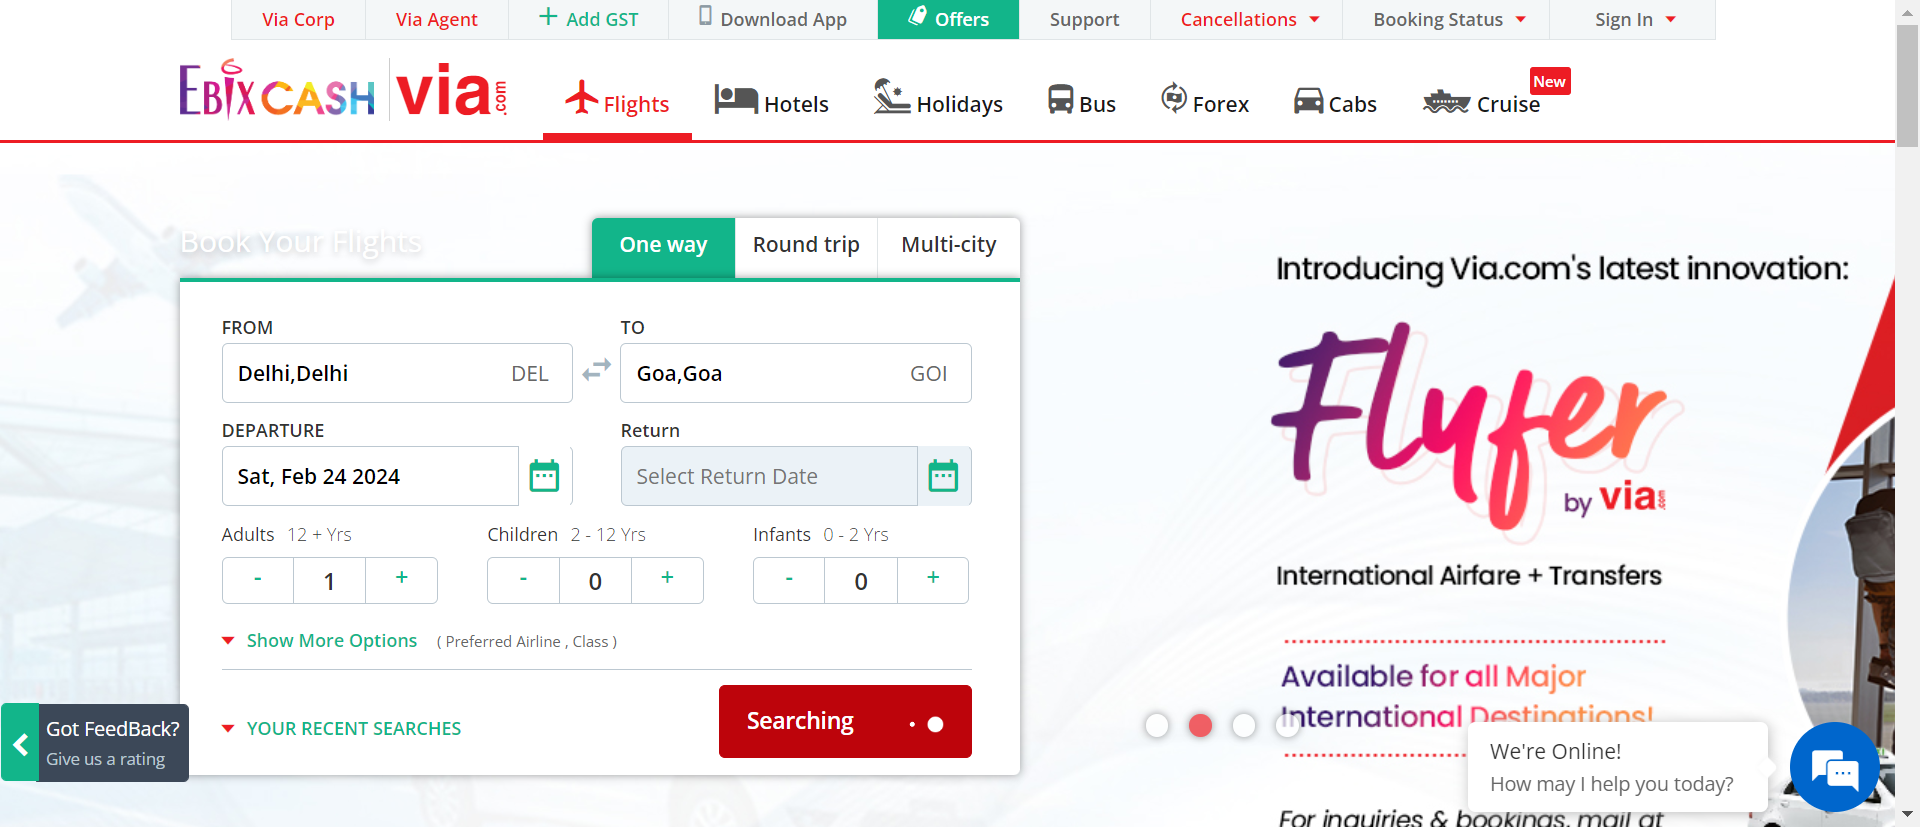 Via Corp
Via Agent
Add GST
Download App
Offers
Support
Cancellations
Booking Status
Sign In
EBIXCASH
via.com
Flights
Hotels
Holidays
Bus
Forex
Cabs
Cruise
New
Book Your Flights
One way
Round trip
Multi-city
FROM
Delhi,Delhi DEL
TO
Goa,Goa GOI
DEPARTURE
Sat, Feb 24 2024
Return
Select Return Date
Adults 12 + Yrs
- 1 +
Children 2 - 12 Yrs
- 0 +
Infants 0 - 2 Yrs
- 0 +
Show More Options ( Preferred Airline , Class )
YOUR RECENT SEARCHES
Searching
Got FeedBack?
Give us a rating
Introducing Via.com's latest innovation:
Flyfer
by via.com
International Airfare + Transfers
Available for all Major
International Destinations!
We're Online!
How may I help you today?
For inquiries & bookings, mail at